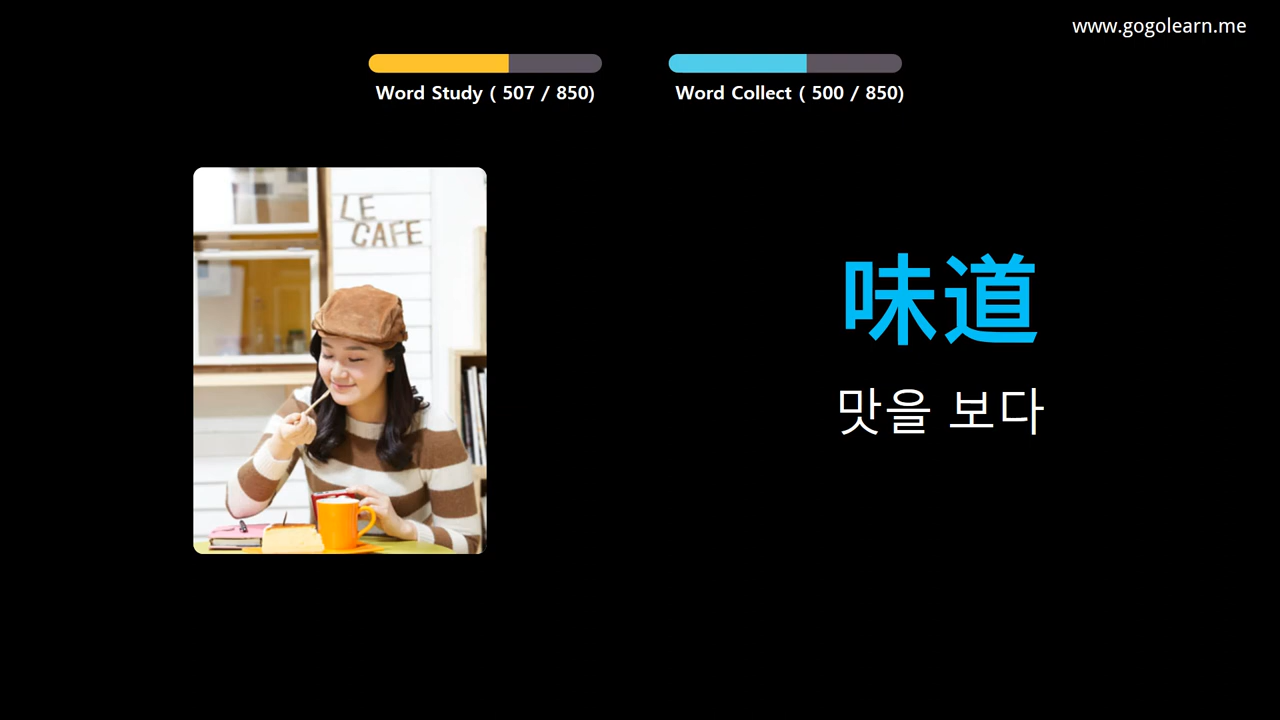 www.gogolearn.me
Word Study ( 507 / 850)
Word Collect ( 500 / 850)
LE
CAFE
味道
맛을 보다